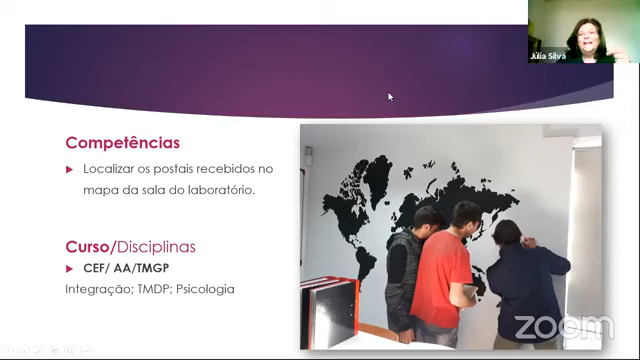 Júlia Silva
Competências
Localizar os postais recebidos no
mapa da sala do laboratório.
Curso/Disciplinas
CEF/ AA/TMGP
Integração; TMDP; Psicologia
zoom